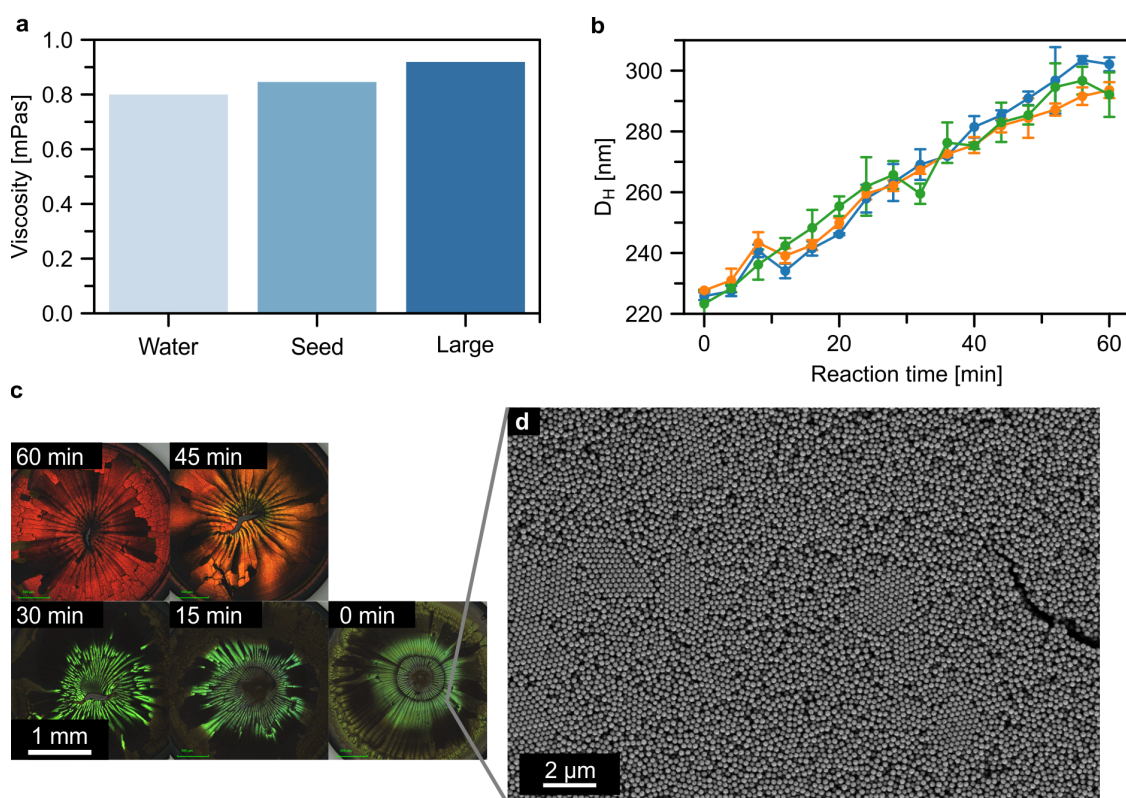 a
1.0
0.8
0.6
0.4
0.2
0.0
Viscosity [mPas]
Water Seed Large
b
300
280
260
240
220
D_H [nm]
0 20 40 60
Reaction time [min]
c
60 min 45 min
30 min 15 min 0 min
1 mm
d
2 µm